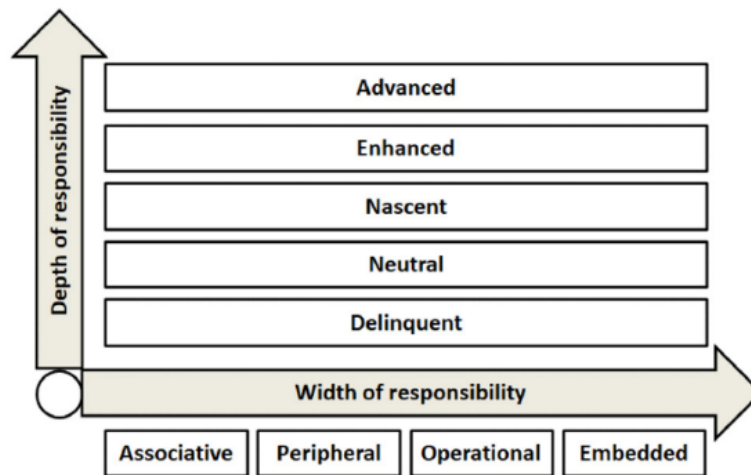 Depth of responsibility
Advanced
Enhanced
Nascent
Neutral
Delinquent
Width of responsibility
Associative
Peripheral
Operational
Embedded